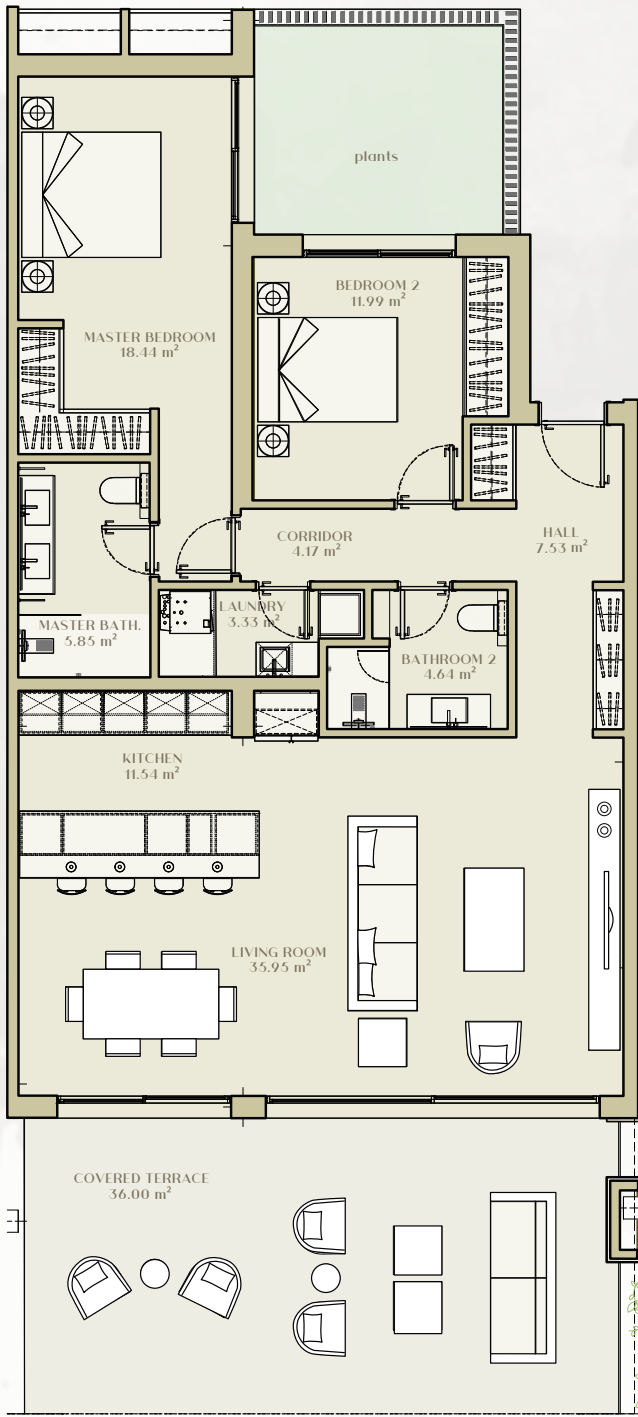 plants
BEDROOM 2
11.99 m²
MASTER BEDROOM
18.44 m²
CORRIDOR
4.17 m²
HALL
7.53 m²
LAUNDRY
3.33 m²
MASTER BATH.
5.85 m²
BATHROOM 2
4.64 m²
KITCHEN
11.54 m²
LIVING ROOM
35.95 m²
COVERED TERRACE
36.00 m²